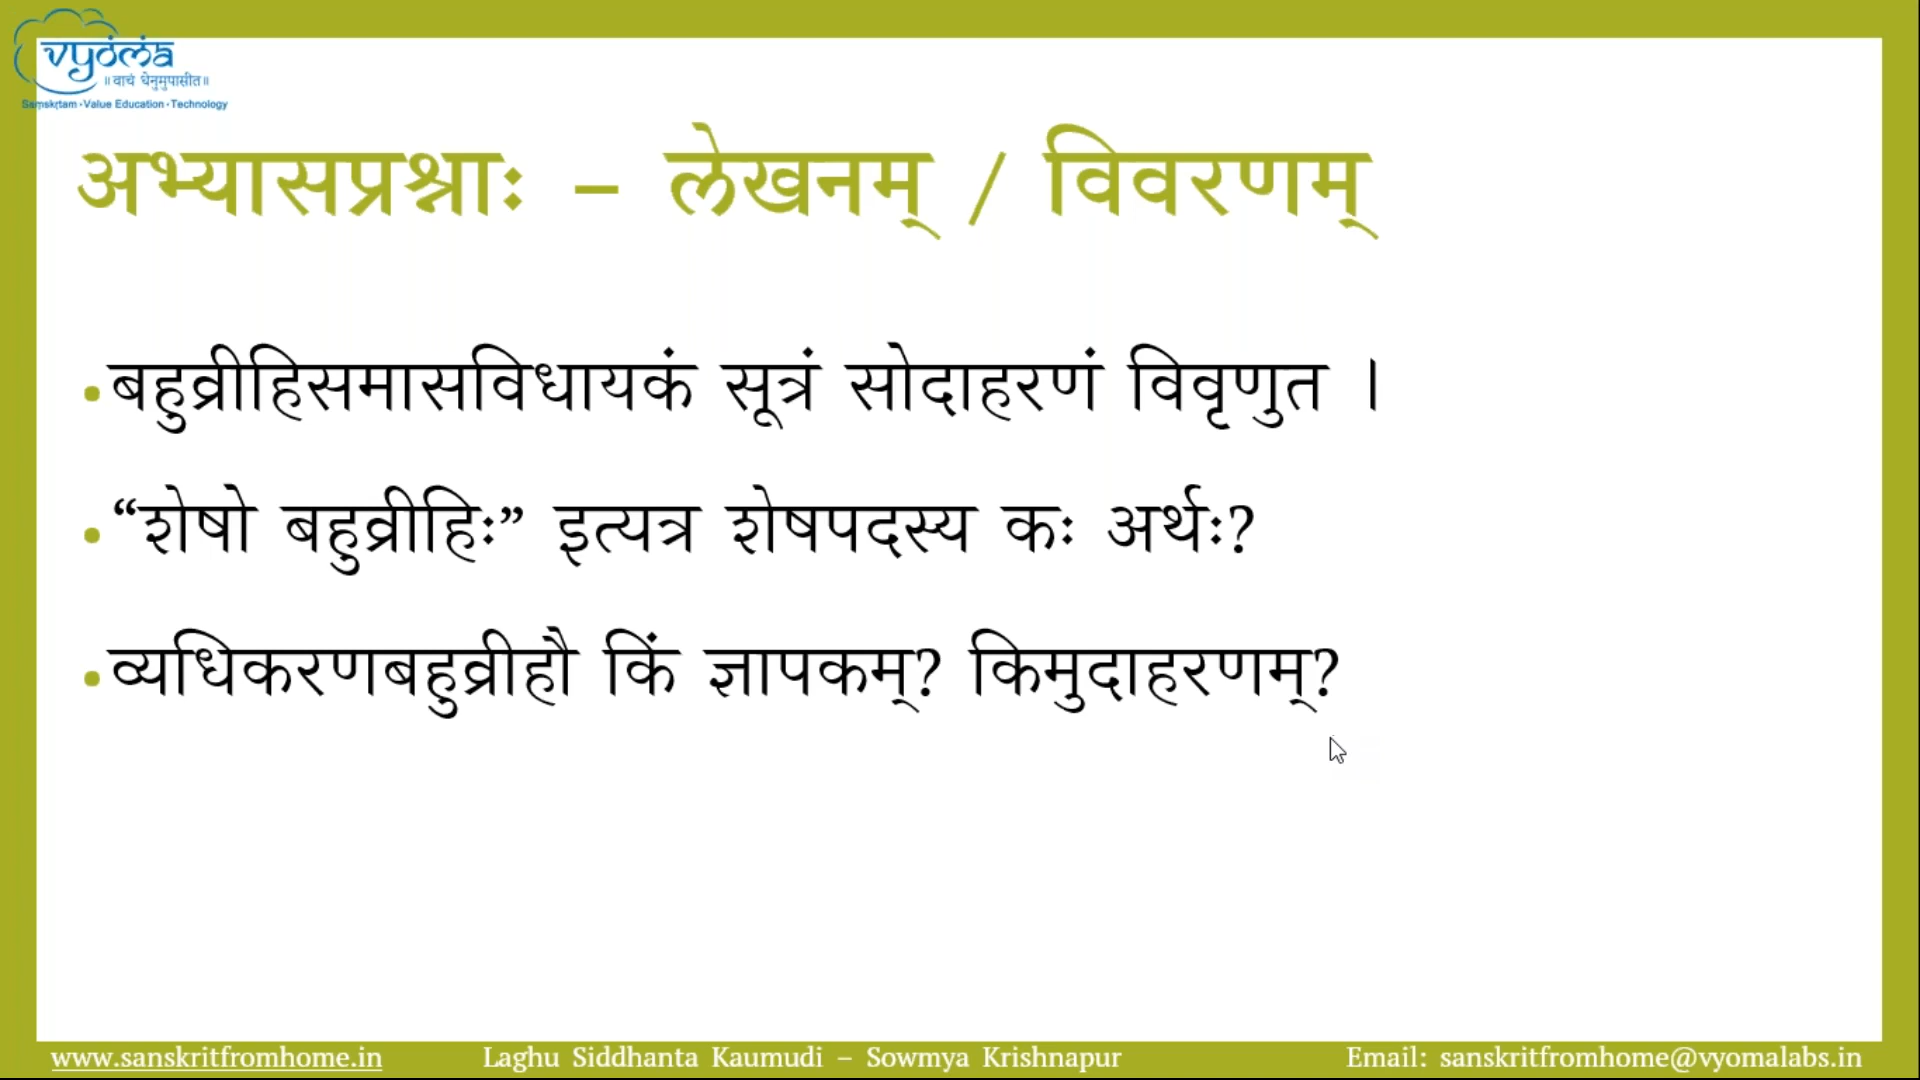 vyoma
॥वाचं धेनुमुपासीत॥
Saṃskṛtam・Value Education・Technology
अभ्यासप्रश्नाः – लेखनम् / विवरणम्
•बहुव्रीहिसमासविधायकं सूत्रं सोदाहरणं विवृणुत ।
•“शेषो बहुव्रीहिः” इत्यत्र शेषपदस्य कः अर्थः?
•व्यधिकरणबहुव्रीहौ किं ज्ञापकम्? किमुदाहरणम्?
www.sanskritfromhome.in Laghu Siddhanta Kaumudi – Sowmya Krishnapur Email: sanskritfromhome@vyomalabs.in